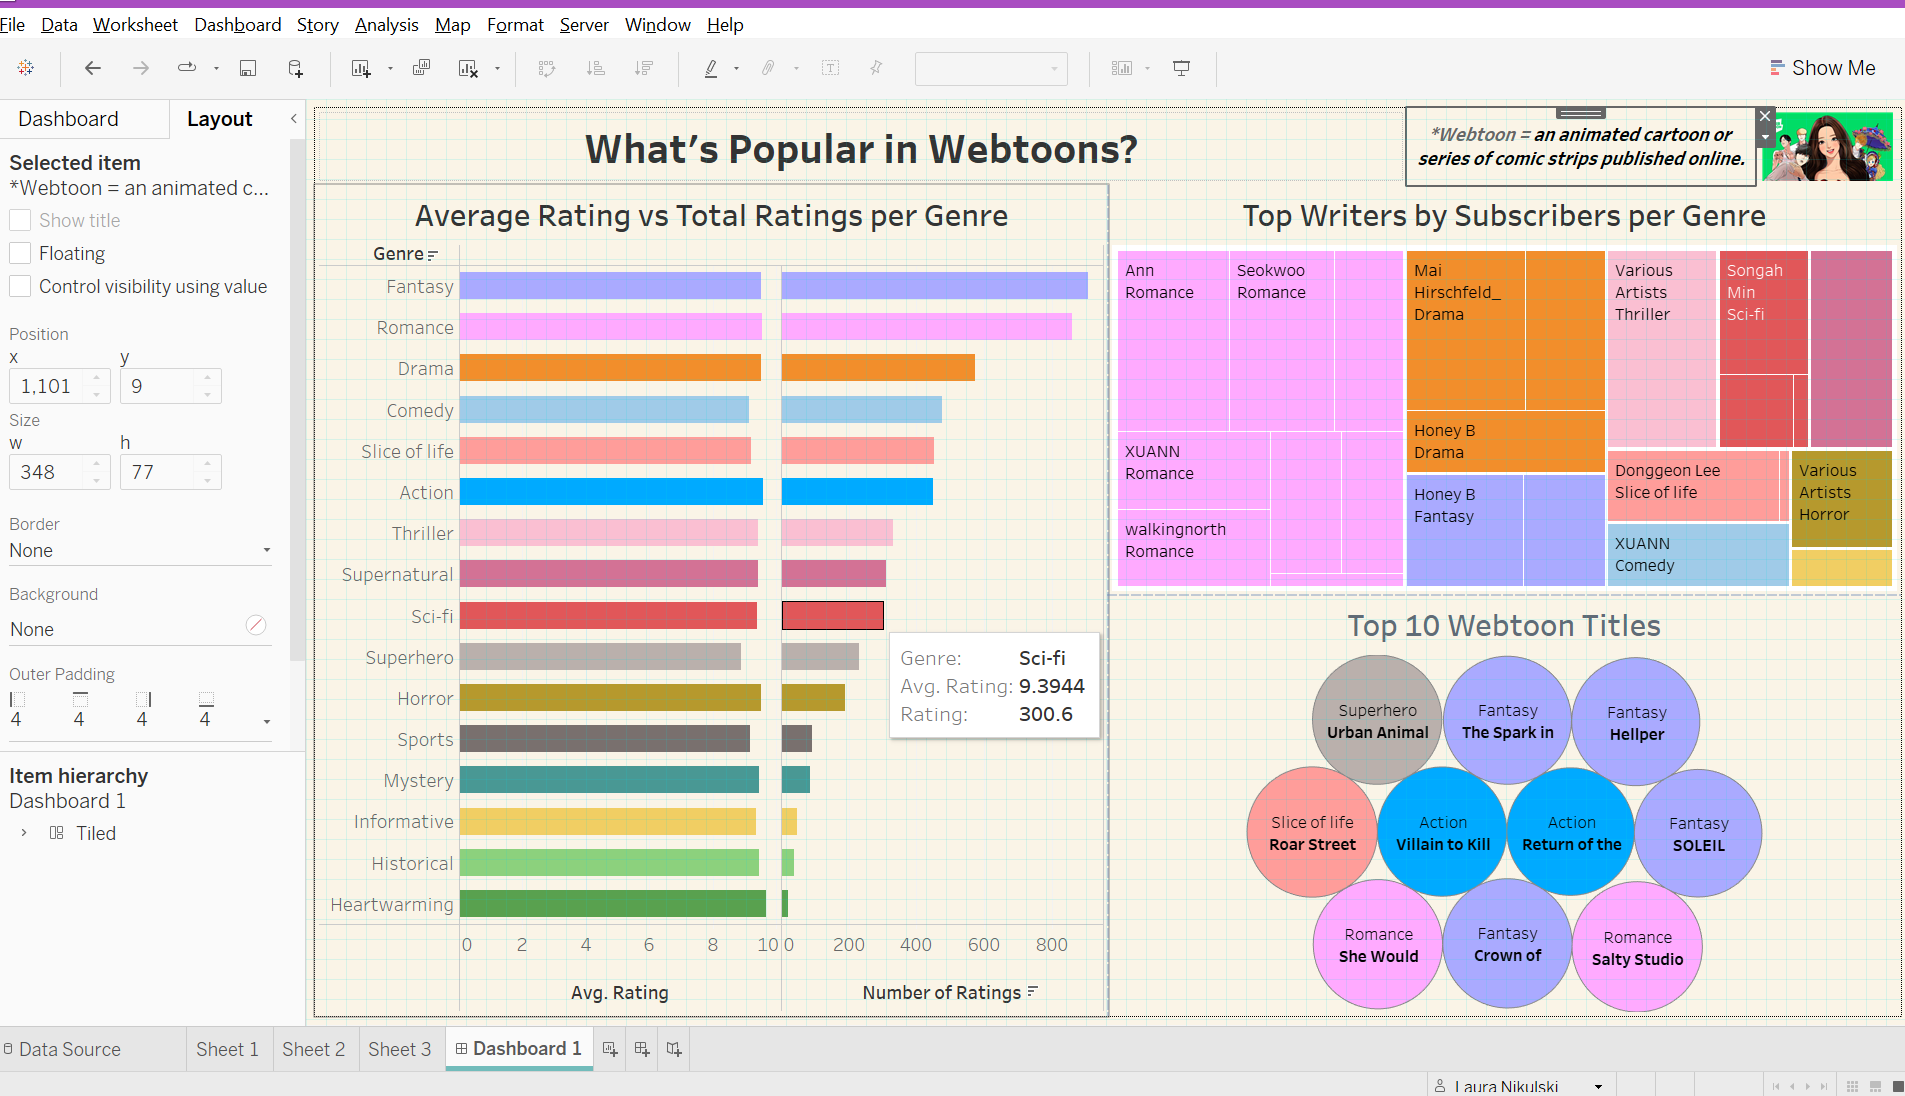 File Data Worksheet Dashboard Story Analysis Map Format Server Window Help
Show Me
Dashboard Layout
Selected item
*Webtoon = an animated c...
Show title
Floating
Control visibility using value
Position
x y
1,101 9
Size
w h
348 77
Border
None
Background
None
Outer Padding
4 4 4 4
Item hierarchy
Dashboard 1
Tiled
What's Popular in Webtoons?
*Webtoon = an animated cartoon or
series of comic strips published online.
Average Rating vs Total Ratings per Genre
Genre
Fantasy
Romance
Drama
Comedy
Slice of life
Action
Thriller
Supernatural
Sci-fi
Superhero
Horror
Sports
Mystery
Informative
Historical
Heartwarming
0 2 4 6 8 10 0 200 400 600 800
Avg. Rating Number of Ratings
Genre: Sci-fi
Avg. Rating: 9.3944
Rating: 300.6
Top Writers by Subscribers per Genre
Ann
Romance
Seokwoo
Romance
XUANN
Romance
walkingnorth
Romance
Mai
Hirschfeld_
Drama
Honey B
Drama
Honey B
Fantasy
Various
Artists
Thriller
Songah
Min
Sci-fi
Donggeon Lee
Slice of life
XUANN
Comedy
Various
Artists
Horror
Top 10 Webtoon Titles
Superhero
Urban Animal
Fantasy
The Spark in
Fantasy
Hellper
Slice of life
Roar Street
Action
Villain to Kill
Action
Return of the
Fantasy
SOLEIL
Romance
She Would
Fantasy
Crown of
Romance
Salty Studio
Data Source Sheet 1 Sheet 2 Sheet 3 Dashboard 1
Laura Nikulski